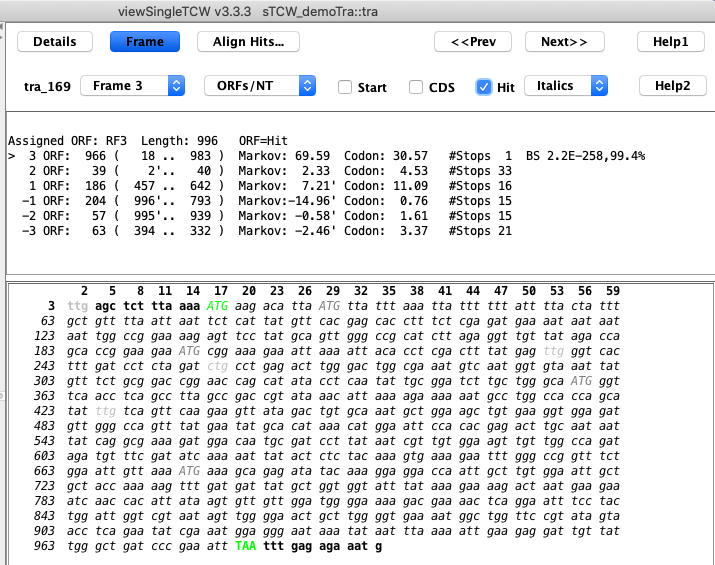 viewSingleTCW v3.3.3   sTCW_demoTra::tra
Details Frame Align Hits... <<Prev Next>> Help1
tra_169 Frame 3 ORFs/NT Start CDS Hit Italics Help2
Assigned ORF: RF3  Length: 996   ORF=Hit
>  3 ORF:  966 (   18 ..  983 )  Markov: 69.59  Codon: 30.57   #Stops  1  BS 2.2E-258,99.4%
2 ORF:   39 (    2'..   40 )  Markov:  2.33  Codon:  4.53   #Stops 33
1 ORF:  186 (  457 ..  642 )  Markov:  7.21' Codon: 11.09   #Stops 16
-1 ORF:  204 (  996'..  793 )  Markov:-14.96' Codon:  0.76   #Stops 15
-2 ORF:   57 (  995'..  939 )  Markov: -0.58' Codon:  1.61   #Stops 15
-3 ORF:   63 (  394 ..  332 )  Markov: -2.46' Codon:  3.37   #Stops 21
2 5 8 11 14 17 20 23 26 29 32 35 38 41 44 47 50 53 56 59
3 ttg agc tct tta aaa ATG aag aca tta ATG tta ttt aaa tta ttt ttt att tta cta ttt
63 gct gtt tta att aat tct cat tat gtt cac gag cac ctt tct cga gat gaa aat aat aat
123 aat tgg ccg gaa aag agt tcc tat gca gtt ggg ccg cat ctt aga ggt tgt tat aga cca
183 gca ccg gaa gaa ATG cgg aaa gaa att aaa att aca cct cga ctt tat gag ttg ggt cac
243 ttt gat cct cta gat ctg cct gag act tgg gac tgg cga aat gtc aat ggt gta aat tat
303 gtt tct gcg cac gcg aac cag cat ata cct caa tat tgc gga tct tgc tgg gca ATG ggt
363 tca acc tca gcc tta gcc gac cgt ata aac att aaa aga aaa aat gcc tgg cca cca gca
423 tat ttg tca gtt caa gaa gtt ata gac tgt gca aat gct gga agc tgt gaa ggt gga gat
483 gtt ggg cca gtt tat gaa tat gca cat aaa cat gga att cca cac gag act tgc aat aat
543 tat cag gcg aaa gat gga caa tgc gat cct tat aat cgt tgt gga agt tgt tgg cca gat
603 aga tgt ttc gat atc aaa aat tat act ctc tac aaa gtg aaa gaa ttt ggg ccg gtt tct
663 gga att gtt aaa ATG aaa gca gag ata tac aaa gga gga cca att gct tgt gga att gct
723 gct acc aaa aag ttt gat gat tat gct ggt ggt att tat aaa gaa aag act aat gaa gaa
783 atc aac cac att ata agt gtt gtt gga tgg gga aaa gac gaa aac tca gga att tcc tac
843 tgg att ggt cgt aat agt tgg gga act gct tgg ggt gaa aat ggc tgg ttc cgt ata gta
903 acc tca gaa tat cga aat gga ggg aat aaa tat aat tta aaa att gaa gag gat tgt tat
963 tgg gct gat ccc gaa att TAA ttt gag aga aat g